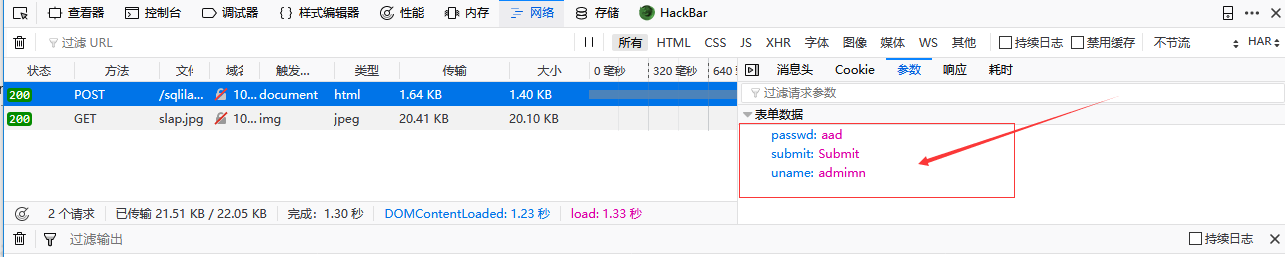 查看器 控制台 调试器 样式编辑器 性能 内存 网络 存储 HackBar
过滤 URL 所有 HTML CSS JS XHR 字体 图像 媒体 WS 其他 持续日志 禁用缓存 不节流 HAR
状态 方法 域名 触发... 类型 传输 大小 0 毫秒 320 毫秒 640 消息头 Cookie 参数 响应 耗时
200 POST /sqlila... 10... document html 1.64 KB 1.40 KB 过滤请求参数
200 GET slap.jpg 10... img jpeg 20.41 KB 20.10 KB 表单数据
passwd: aad
submit: Submit
uname: admimn
2 个请求 已传输 21.51 KB / 22.05 KB 完成: 1.30 秒 DOMContentLoaded: 1.23 秒 load: 1.33 秒
过滤输出 持续日志